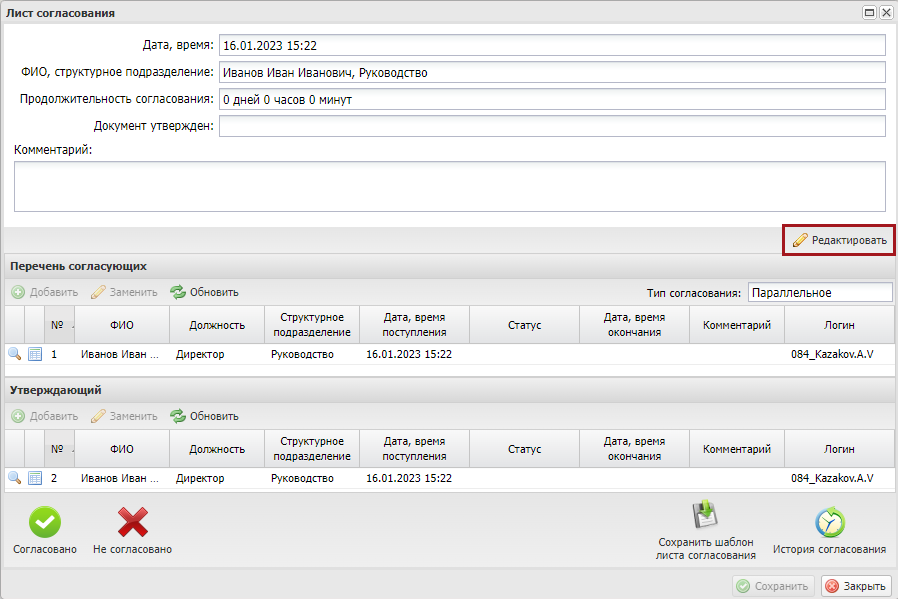 Лист согласования
Дата, время: 16.01.2023 15:22
ФИО, структурное подразделение: Иванов Иван Иванович, Руководство
Продолжительность согласования: 0 дней 0 часов 0 минут
Документ утвержден:
Комментарий:
Редактировать
Перечень согласующих
Добавить Заменить Обновить Тип согласования: Параллельное
№ ФИО Должность Структурное подразделение Дата, время поступления Статус Дата, время окончания Комментарий Логин
1 Иванов Иван ... Директор Руководство 16.01.2023 15:22 084_Kazakov.A.V
Утверждающий
Добавить Заменить Обновить
№ ФИО Должность Структурное подразделение Дата, время поступления Статус Дата, время окончания Комментарий Логин
2 Иванов Иван ... Директор Руководство 16.01.2023 15:22 084_Kazakov.A.V
Согласовано Не согласовано Сохранить шаблон листа согласования История согласования
Сохранить Закрыть